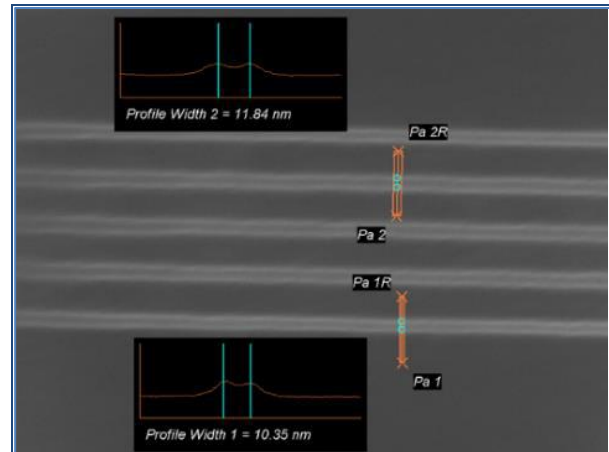 Profile Width 2 = 11.84 nm
Pa 2R
Pa 2
Pa 1R
Pa 1
Profile Width 1 = 10.35 nm